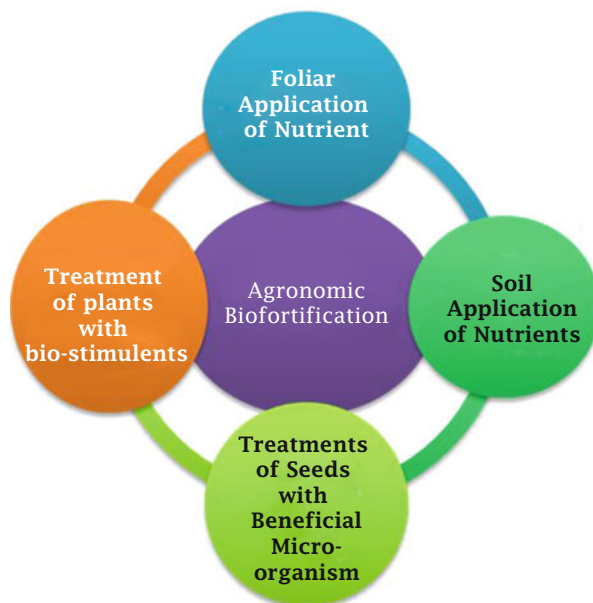 Foliar
Application
of Nutrient
Agronomic
Biofortification
Soil
Application
of Nutrients
Treatment
of plants
with
bio-stimulents
Treatments
of Seeds
with
Beneficial
Micro-
organism